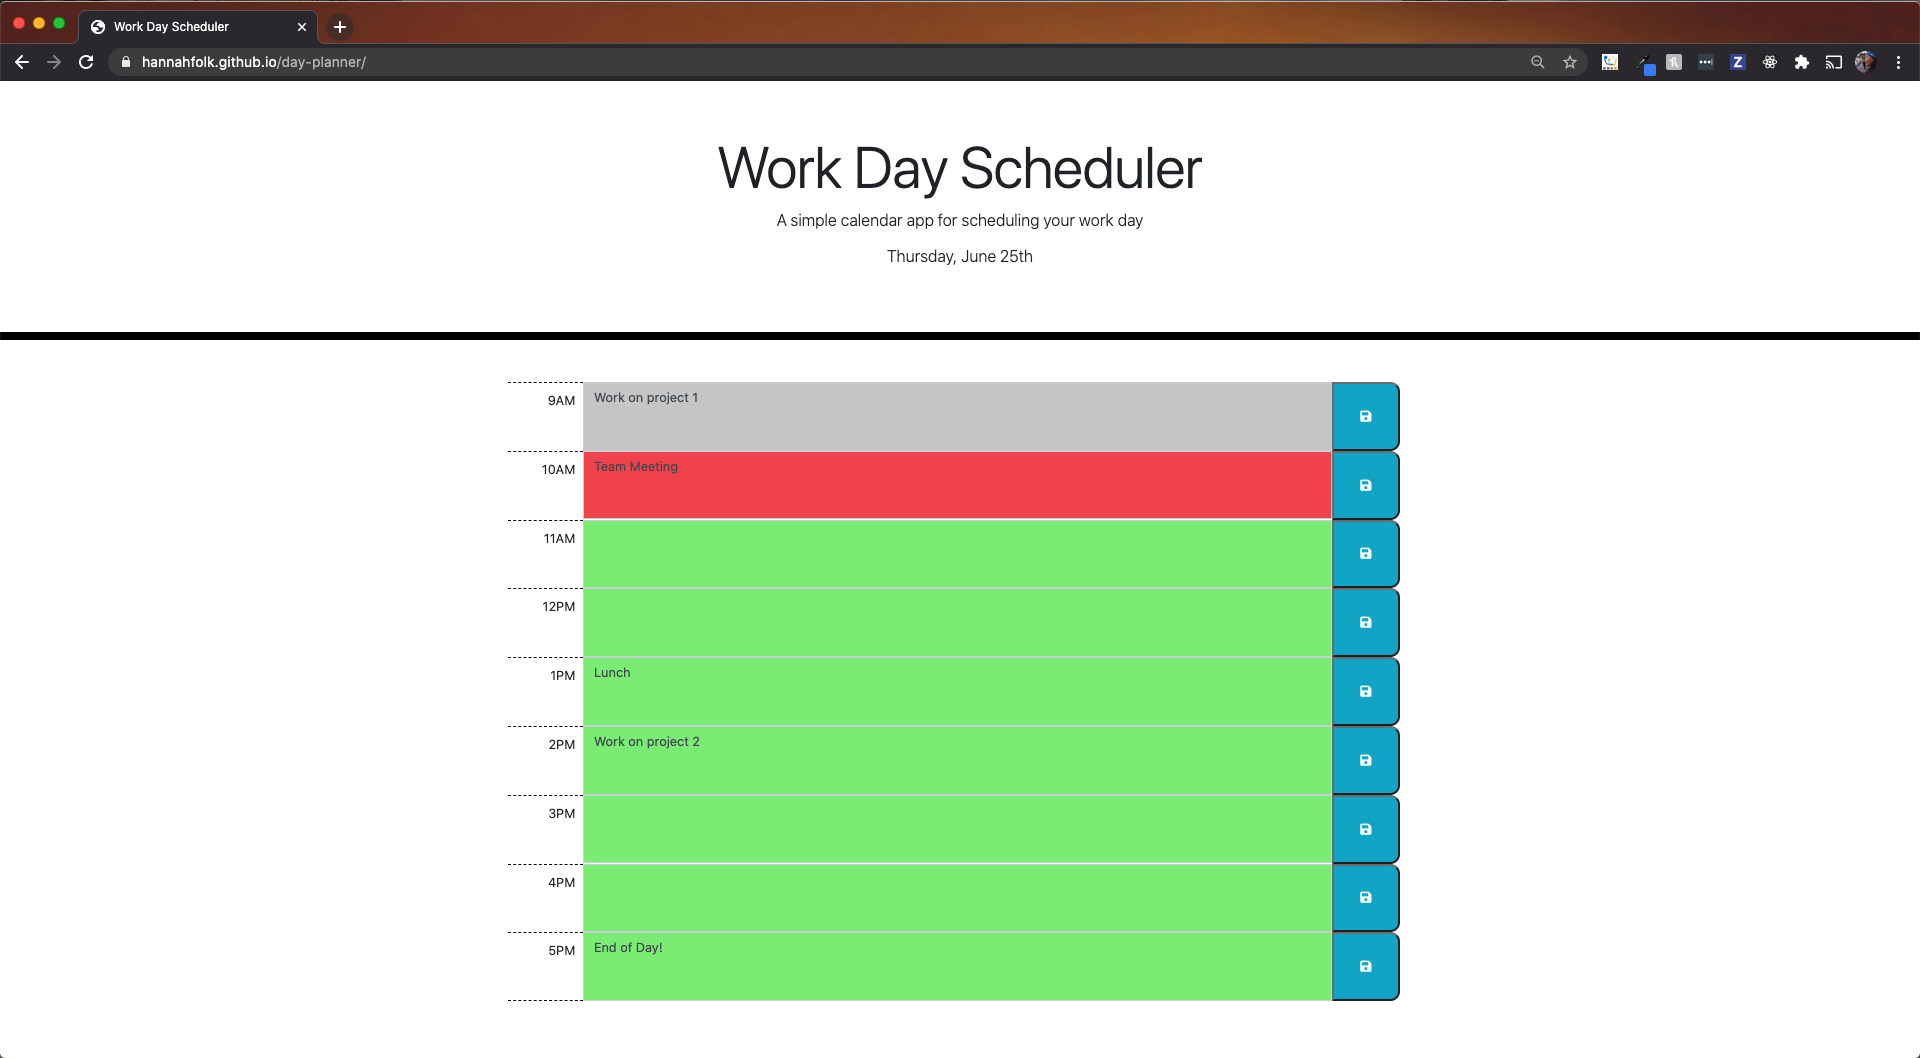 Work Day Scheduler
hannahfolk.github.io/day-planner/
Work Day Scheduler
A simple calendar app for scheduling your work day
Thursday, June 25th
9AM Work on project 1
10AM Team Meeting
11AM
12PM
1PM Lunch
2PM Work on project 2
3PM
4PM
5PM End of Day!